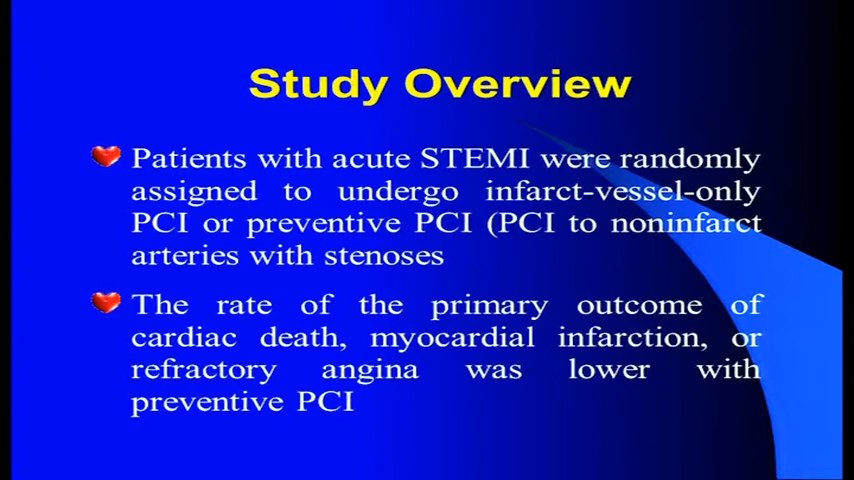 Study Overview
Patients with acute STEMI were randomly
assigned to undergo infarct-vessel-only
PCI or preventive PCI (PCI to noninfarct
arteries with stenoses
The rate of the primary outcome of
cardiac death, myocardial infarction, or
refractory angina was lower with
preventive PCI